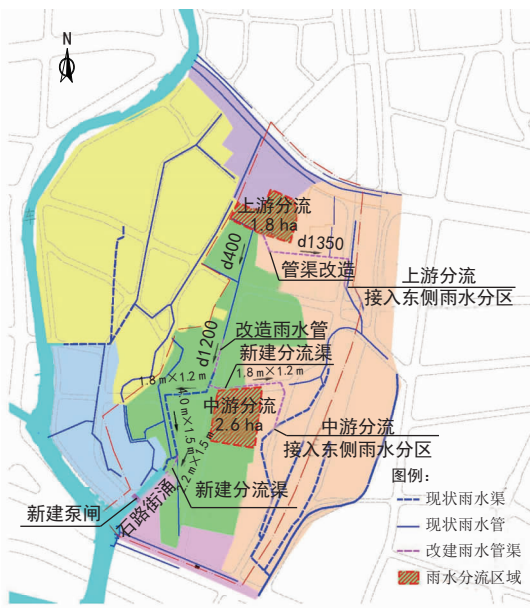 N
上游分流
1.8 ha
d400
d1350
管渠改造
上游分流
接入东侧雨水分区
d1200
改造雨水管
新建分流渠
1.8 m×1.2 m
1.8 m×1.2 m
中游分流
2.6 ha
2.2 m×1.5 m
中游分流
接入东侧雨水分区
新建分流渠
新建泵闸
石路街涌
图例:
现状雨水渠
现状雨水管
改建雨水管渠
雨水分流区域